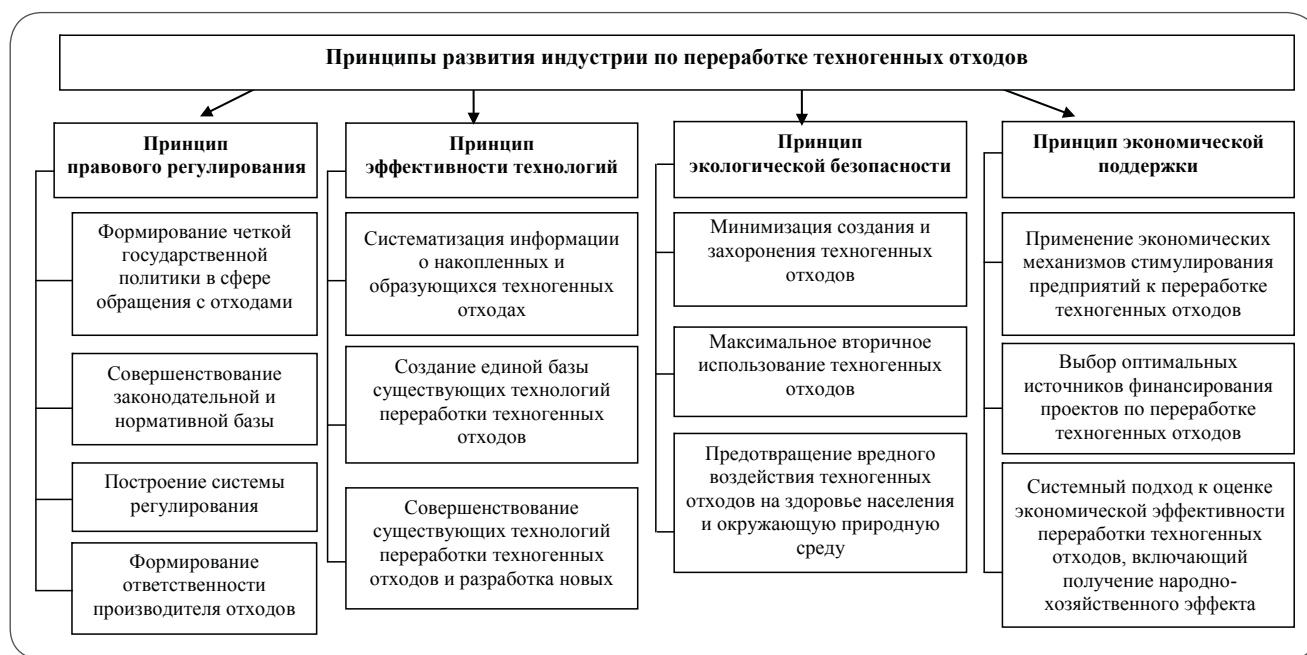 Принципы развития индустрии по переработке техногенных отходов
Принцип
правового регулирования
Формирование четкой
государственной
политики в сфере
обращения с отходами
Совершенствование
законодательной и
нормативной базы
Построение системы
регулирования
Формирование
ответственности
производителя отходов
Принцип
эффективности технологий
Систематизация информации
о накопленных и
образующихся техногенных
отходах
Создание единой базы
существующих технологий
переработки техногенных
отходов
Совершенствование
существующих технологий
переработки техногенных
отходов и разработка новых
Принцип
экологической безопасности
Минимизация создания и
захоронения техногенных
отходов
Максимальное вторичное
использование техногенных
отходов
Предотвращение вредного
воздействия техногенных
отходов на здоровье населения
и окружающую природную
среду
Принцип экономической
поддержки
Применение экономических
механизмов стимулирования
предприятий к переработке
техногенных отходов
Выбор оптимальных
источников финансирования
проектов по переработке
техногенных отходов
Системный подход к оценке
экономической эффективности
переработки техногенных
отходов, включающий
получение народно-
хозяйственного эффекта